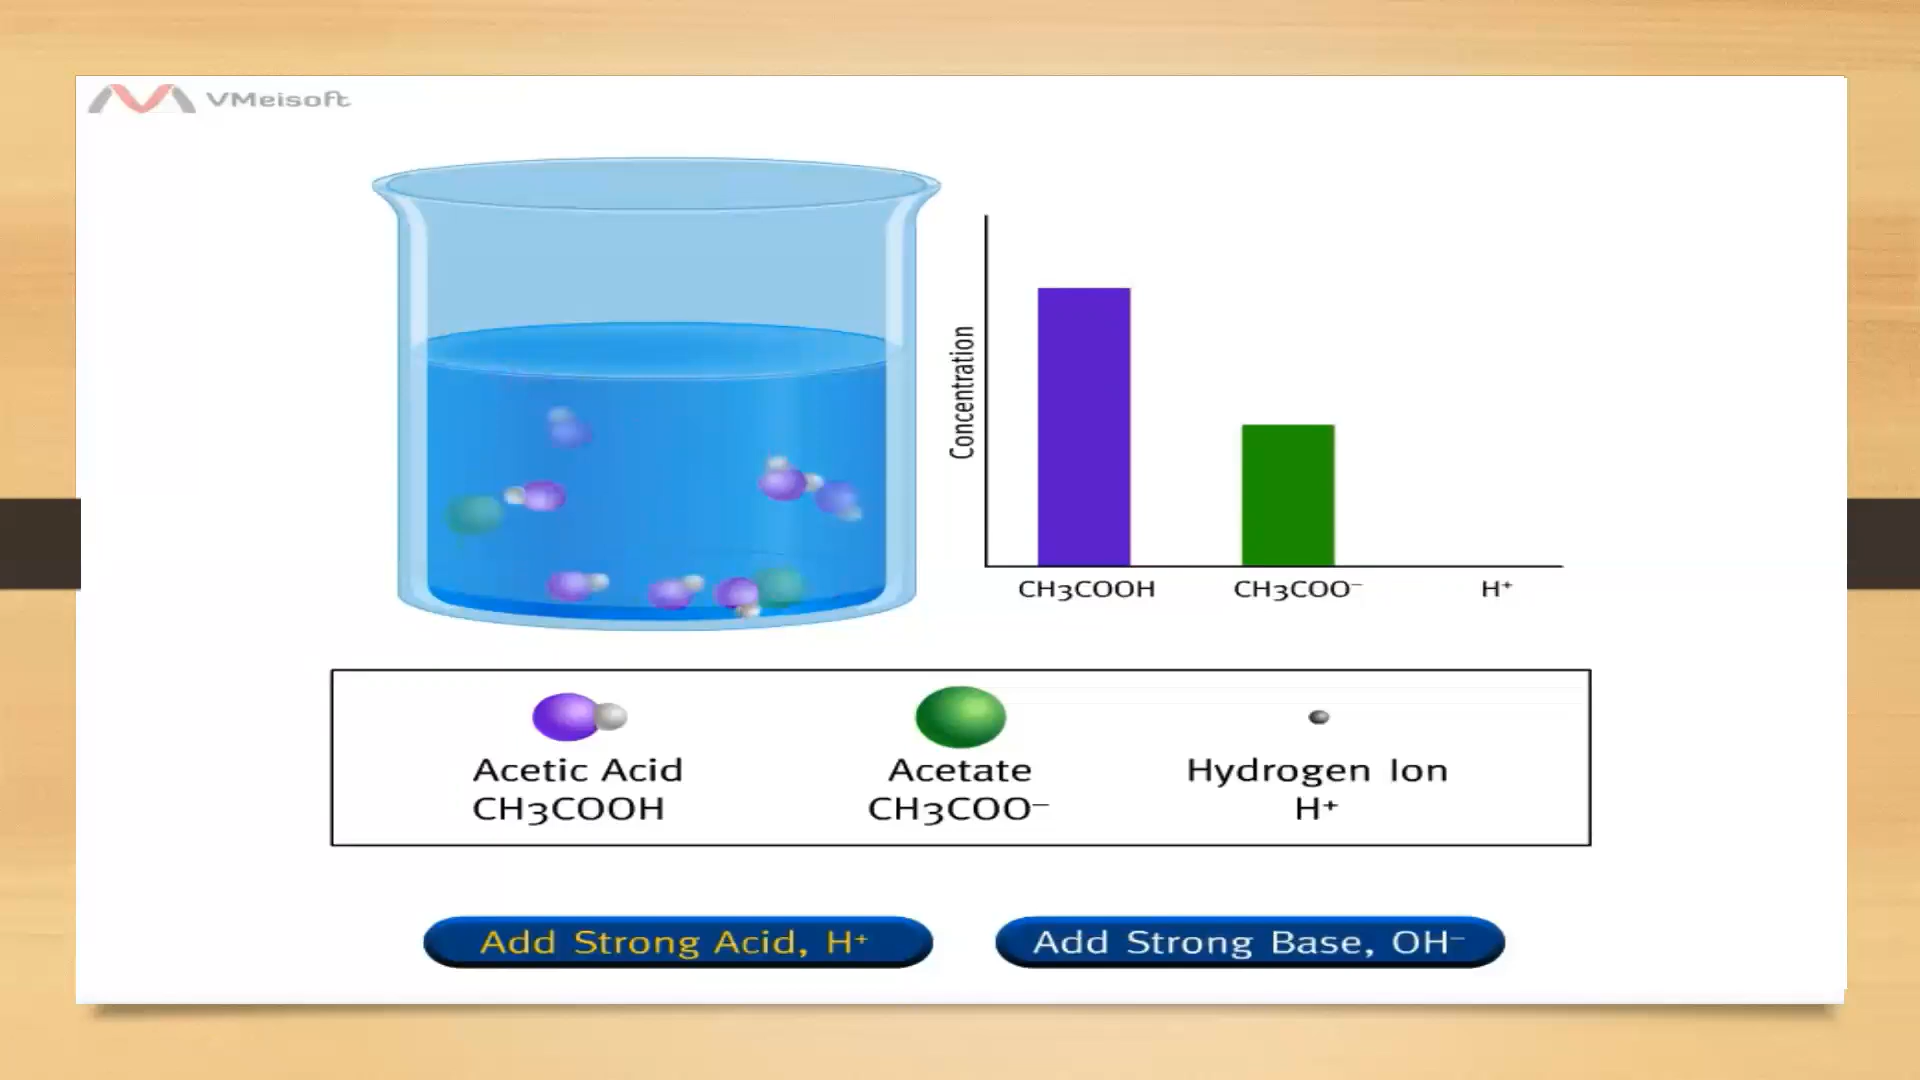 VMeisoft
Concentration
CH3COOH CH3COO⁻ H⁺
Acetic Acid Acetate Hydrogen Ion
CH3COOH CH3COO⁻ H⁺
Add Strong Acid, H⁺ Add Strong Base, OH⁻